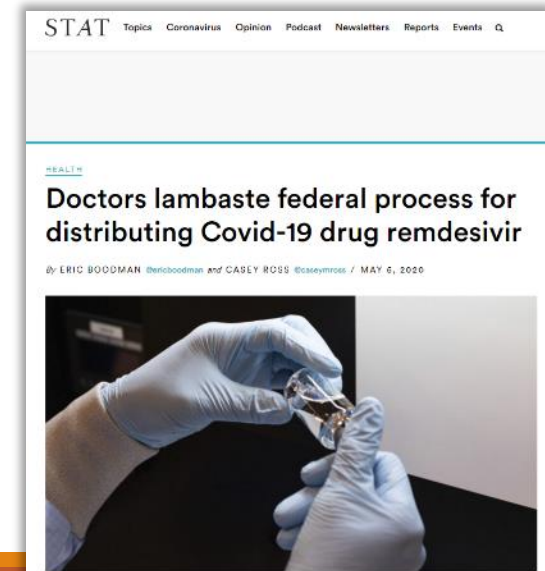 STAT Topics Coronavirus Opinion Podcast Newsletters Reports Events
HEALTH
Doctors lambaste federal process for
distributing Covid-19 drug remdesivir
By ERIC BOODMAN @ericboodman and CASEY ROSS @caseymross / MAY 6, 2020